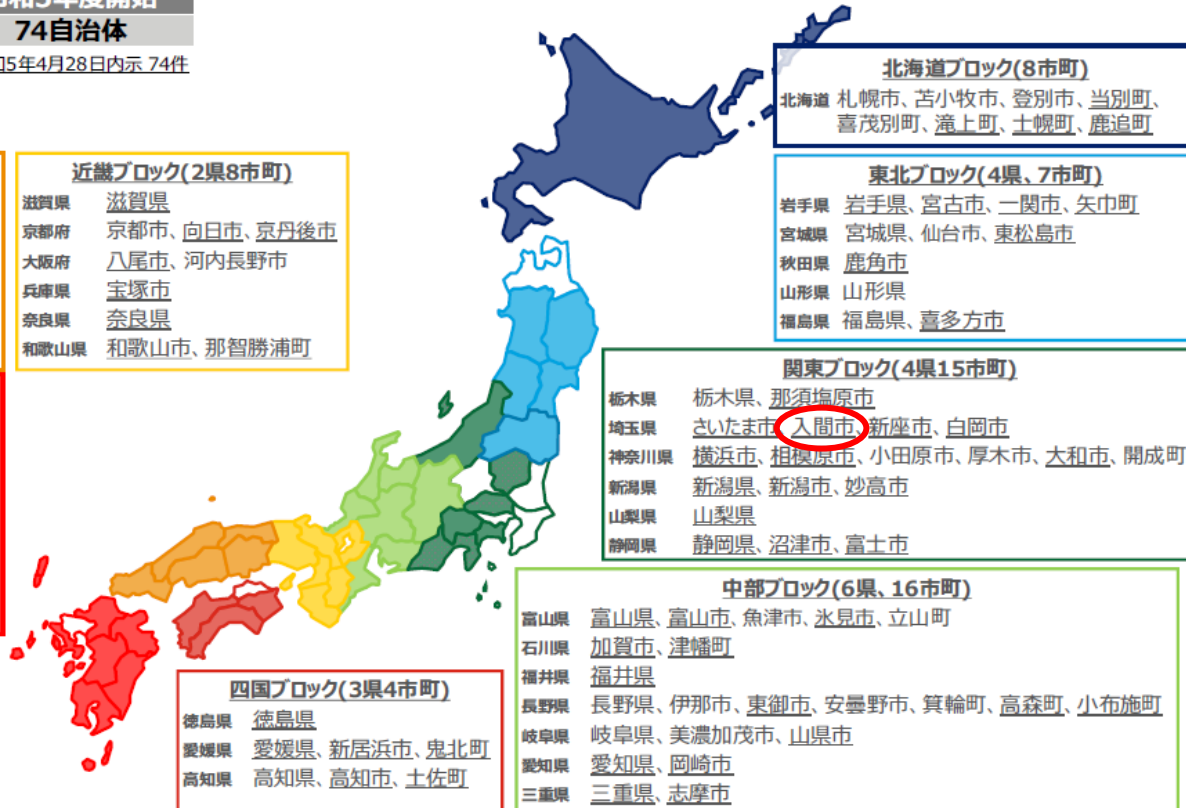 74自治体
5年4月28日内示 74件
北海道ブロック(8市町)
北海道 札幌市、苫小牧市、登別市、当別町、
喜茂別町、滝上町、士幌町、鹿追町
近畿ブロック(2県8市町)
滋賀県 滋賀県
京都府 京都市、向日市、京丹後市
大阪府 八尾市、河内長野市
兵庫県 宝塚市
奈良県 奈良県
和歌山県 和歌山市、那智勝浦町
東北ブロック(4県、7市町)
岩手県 岩手県、宮古市、一関市、矢巾町
宮城県 宮城県、仙台市、東松島市
秋田県 鹿角市
山形県 山形県
福島県 福島県、喜多方市
関東ブロック(4県15市町)
栃木県 栃木県、那須塩原市
埼玉県 さいたま市、入間市、新座市、白岡市
神奈川県 横浜市、相模原市、小田原市、厚木市、大和市、開成町
新潟県 新潟県、新潟市、妙高市
山梨県 山梨県
静岡県 静岡県、沼津市、富士市
中部ブロック(6県、16市町)
富山県 富山県、富山市、魚津市、氷見市、立山町
石川県 加賀市、津幡町
福井県 福井県
長野県 長野県、伊那市、東御市、安曇野市、箕輪町、高森町、小布施町
岐阜県 岐阜県、美濃加茂市、山県市
愛知県 愛知県、岡崎市
三重県 三重県、志摩市
四国ブロック(3県4市町)
徳島県 徳島県
愛媛県 愛媛県、新居浜市、鬼北町
高知県 高知県、高知市、土佐町